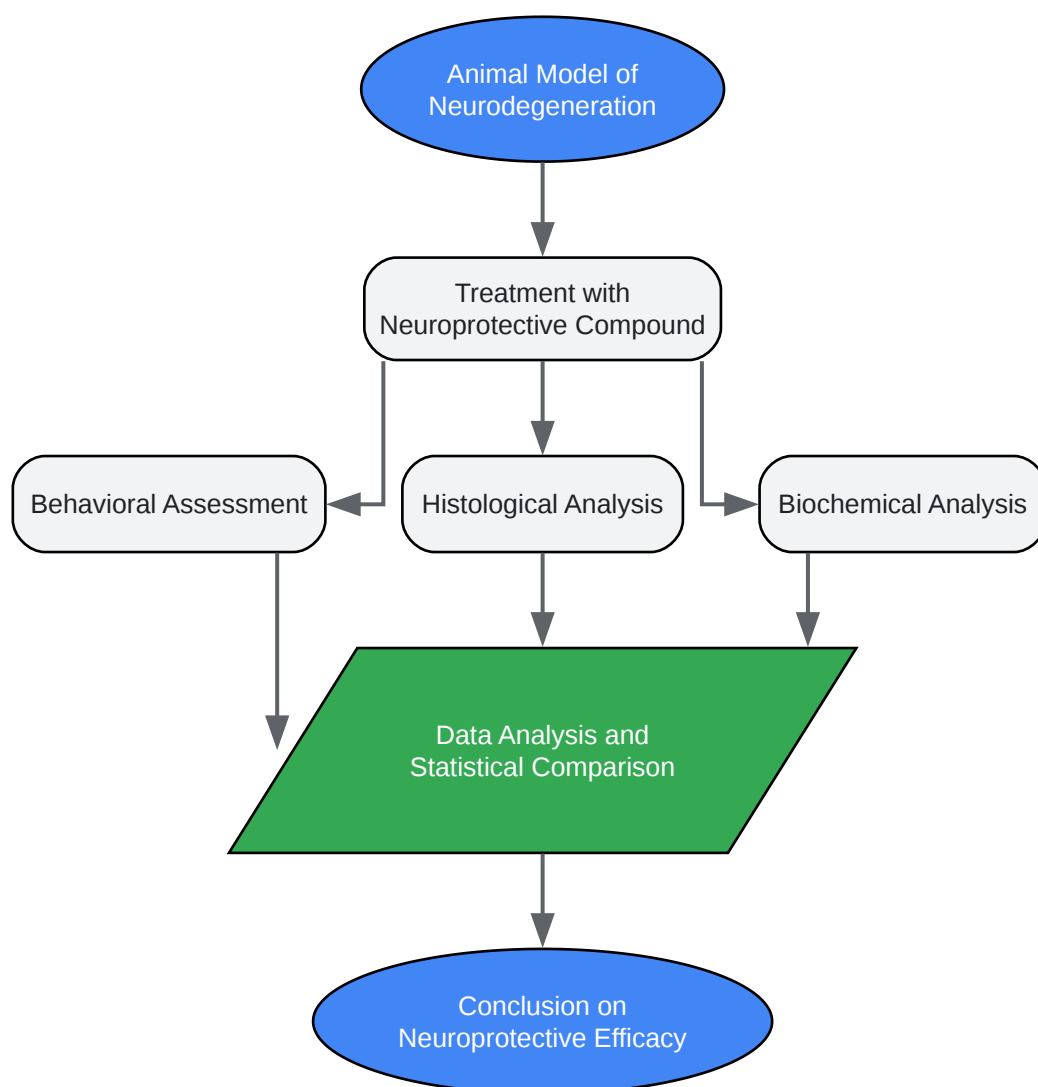 Animal Model of
Neurodegeneration
Treatment with
Neuroprotective Compound
Behavioral Assessment
Histological Analysis
Biochemical Analysis
Data Analysis and
Statistical Comparison
Conclusion on
Neuroprotective Efficacy